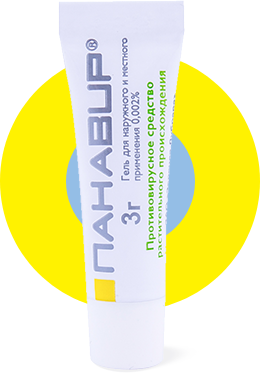 ПАНАВИР®
Гель для наружного и местного
применения 0,002%
3г
Противовирусное средство
растительного происхождения